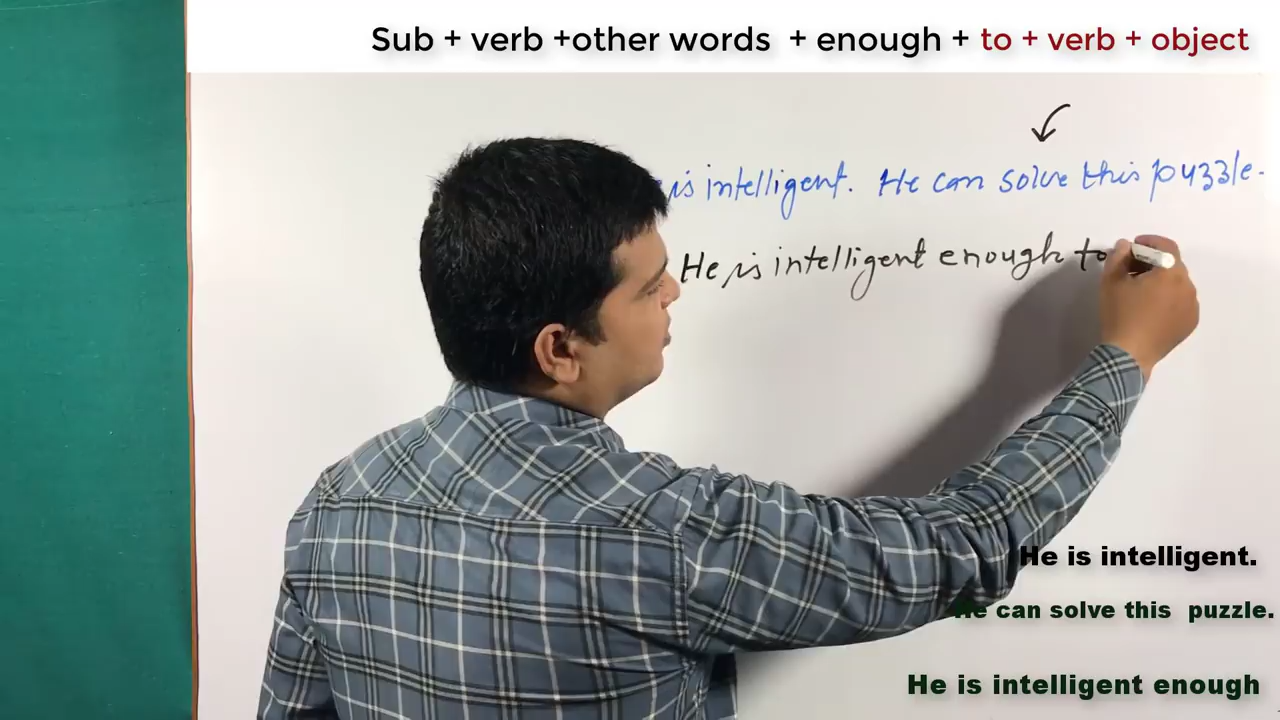 Sub + verb +other words + enough + to + verb + object
is intelligent. He can solve this puzzle.
He is intelligent enough to
He is intelligent.
He can solve this puzzle.
He is intelligent enough